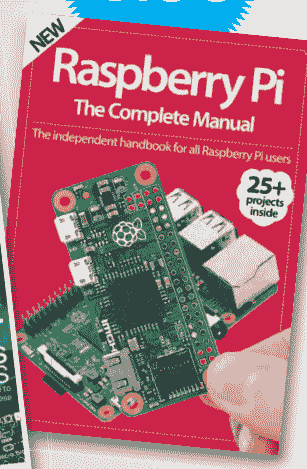 NEW
Raspberry Pi
The Complete Manual
The independent handbook for all Raspberry Pi users
25+
projects
inside